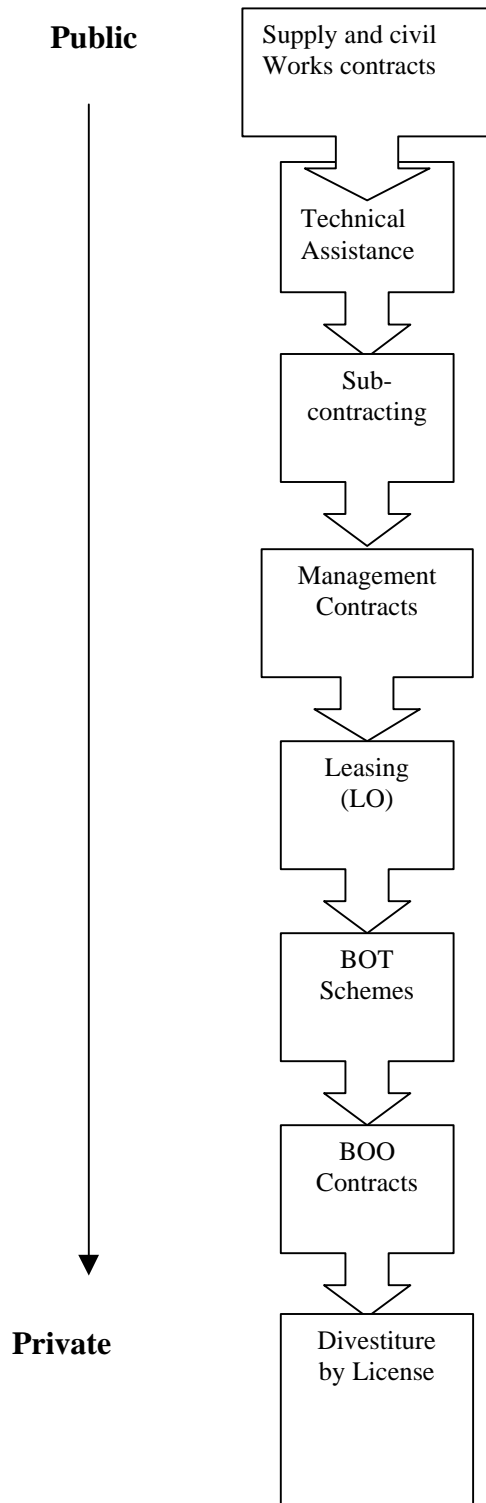 Public
Supply and civil
Works contracts
Technical
Assistance
Sub-
contracting
Management
Contracts
Leasing
(LO)
BOT
Schemes
BOO
Contracts
Private
Divestiture
by License